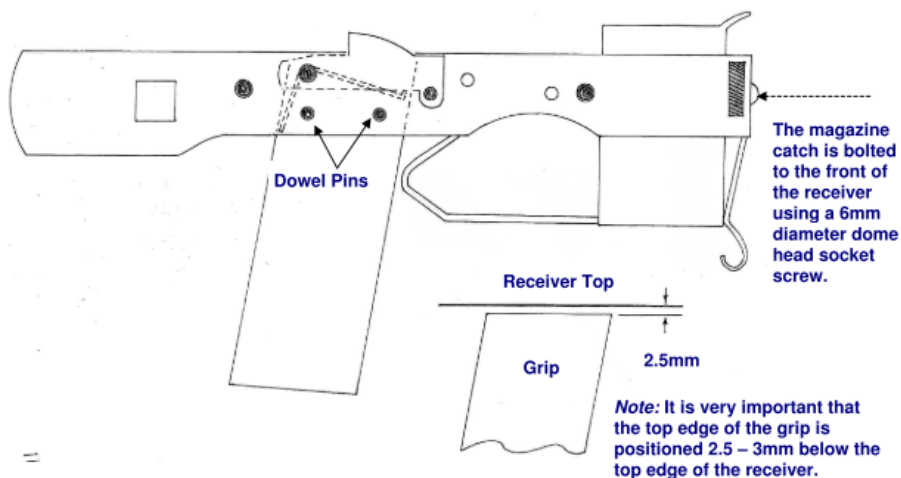 Dowel Pins
The magazine
catch is bolted
to the front of
the receiver
using a 6mm
diameter dome
head socket
screw.
Receiver Top
Grip
2.5mm
Note: It is very important that
the top edge of the grip is
positioned 2.5 – 3mm below the
top edge of the receiver.